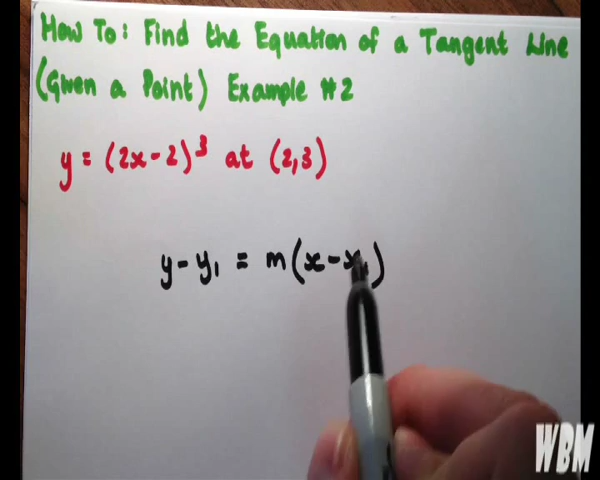 How To: Find the Equation of a Tangent Line
(Given a Point) Example #2
y = (2x-2)³ at (2,3)
y-y₁ = m(x-x₁)
WBM